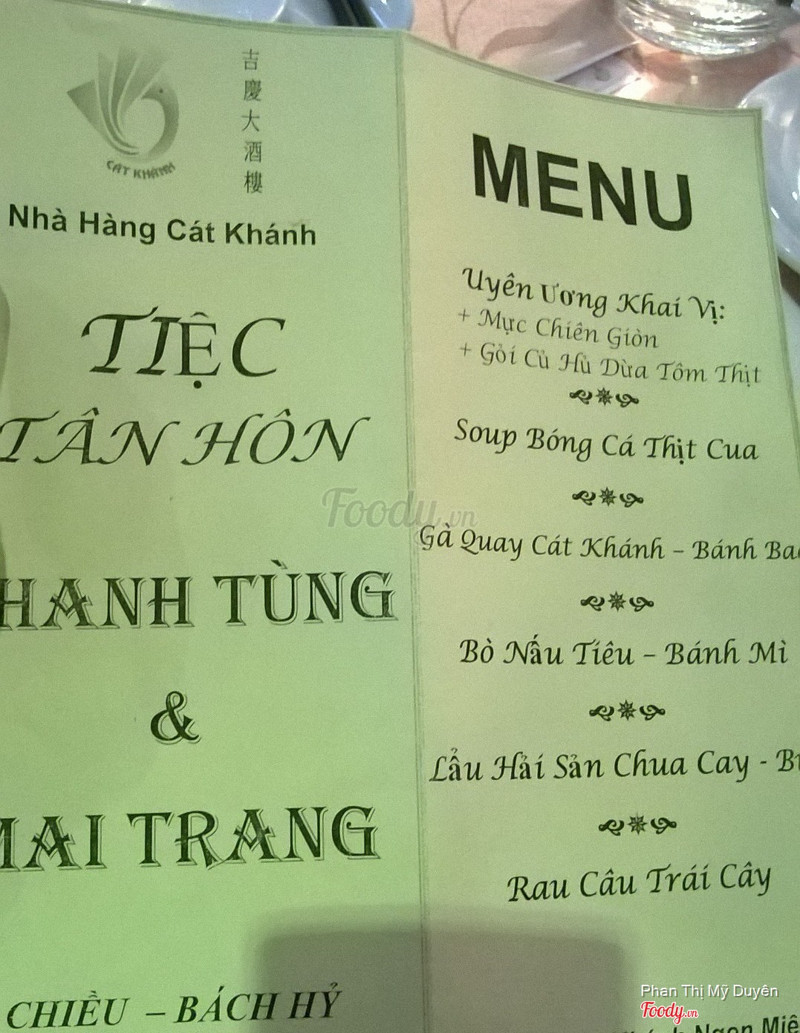 CÁT KHÁNH
吉慶大酒樓
Nhà Hàng Cát Khánh
TIỆC
TÂN HÔN
HANH TÙNG
&
MAI TRANG
CHIỀU – BÁCH HỶ
MENU
Uyên Ương Khai Vị:
+ Mực Chiên Giòn
+ Gỏi Củ Hủ Dừa Tôm Thịt
Soup Bóng Cá Thịt Cua
Gà Quay Cát Khánh – Bánh Bao
Bò Nấu Tiêu – Bánh Mì
Lẩu Hải Sản Chua Cay -
Rau Câu Trái Cây
Ngon Miệ
Foody.vn
Phan Thị Mỹ Duyên
Foody.vn